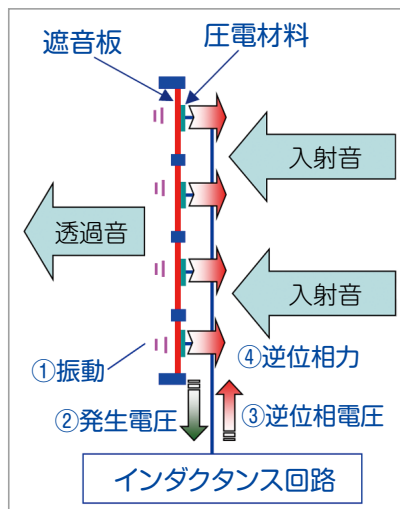 遮音板
圧電材料
入射音
透過音
入射音
①振動
④逆位相力
②発生電圧
③逆位相電圧
インダクタンス回路